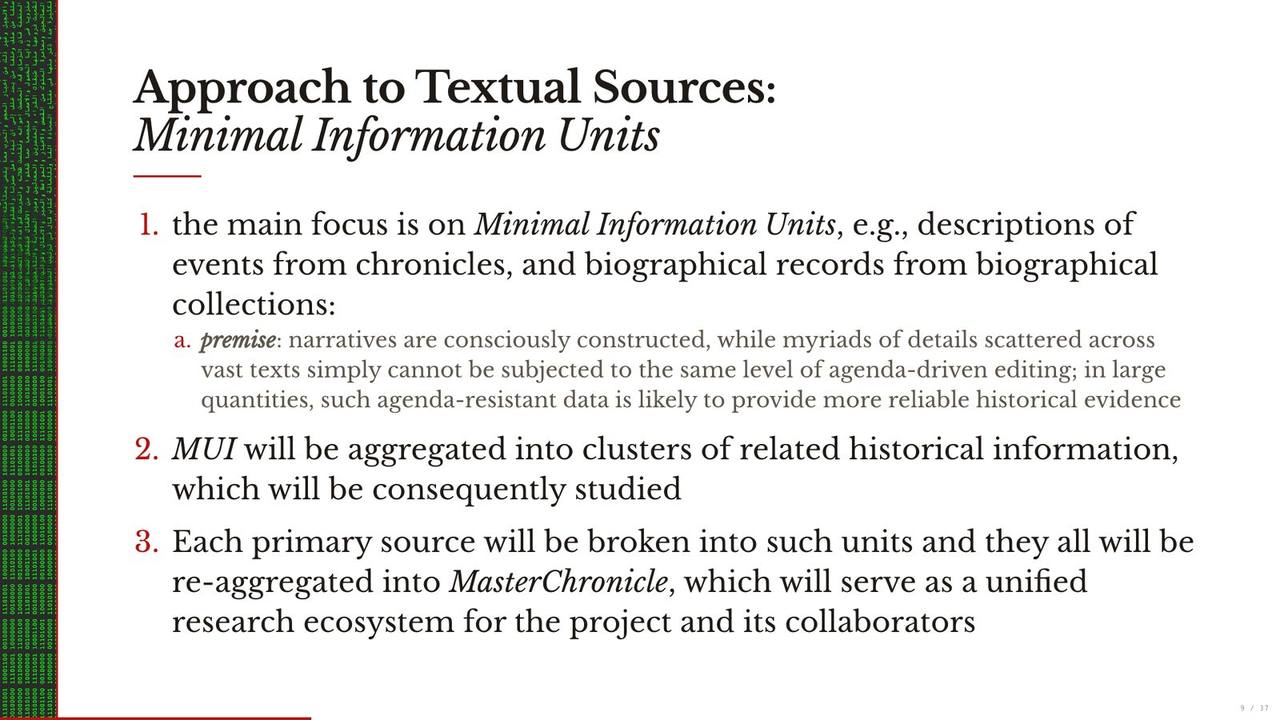 Approach to Textual Sources:
Minimal Information Units
1. the main focus is on Minimal Information Units, e.g., descriptions of
events from chronicles, and biographical records from biographical
collections:
a. premise: narratives are consciously constructed, while myriads of details scattered across
vast texts simply cannot be subjected to the same level of agenda-driven editing; in large
quantities, such agenda-resistant data is likely to provide more reliable historical evidence
2. MUI will be aggregated into clusters of related historical information,
which will be consequently studied
3. Each primary source will be broken into such units and they all will be
re-aggregated into MasterChronicle, which will serve as a unified
research ecosystem for the project and its collaborators
9 / 37